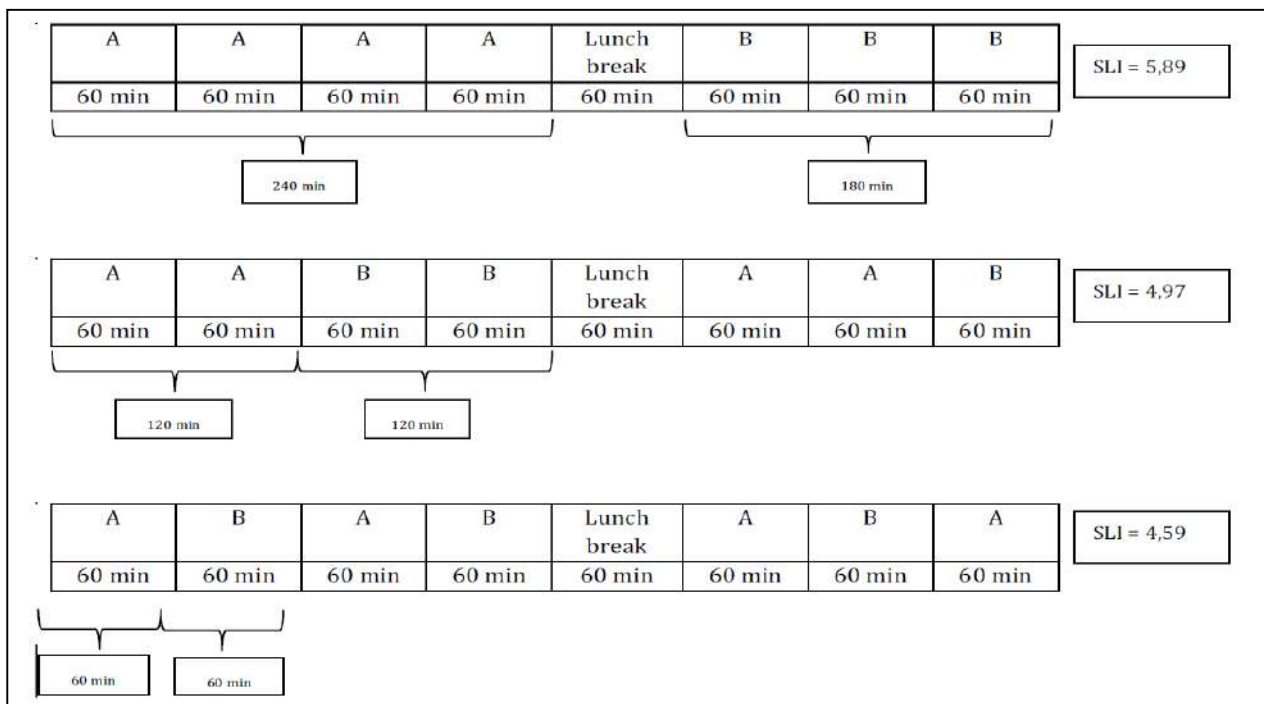 A A A A Lunch break B B B
60 min 60 min 60 min 60 min 60 min 60 min 60 min 60 min
SLI = 5,89
240 min 180 min
A A B B Lunch break A A B
60 min 60 min 60 min 60 min 60 min 60 min 60 min 60 min
SLI = 4,97
120 min 120 min
A B A B Lunch break A B A
60 min 60 min 60 min 60 min 60 min 60 min 60 min 60 min
SLI = 4,59
60 min 60 min